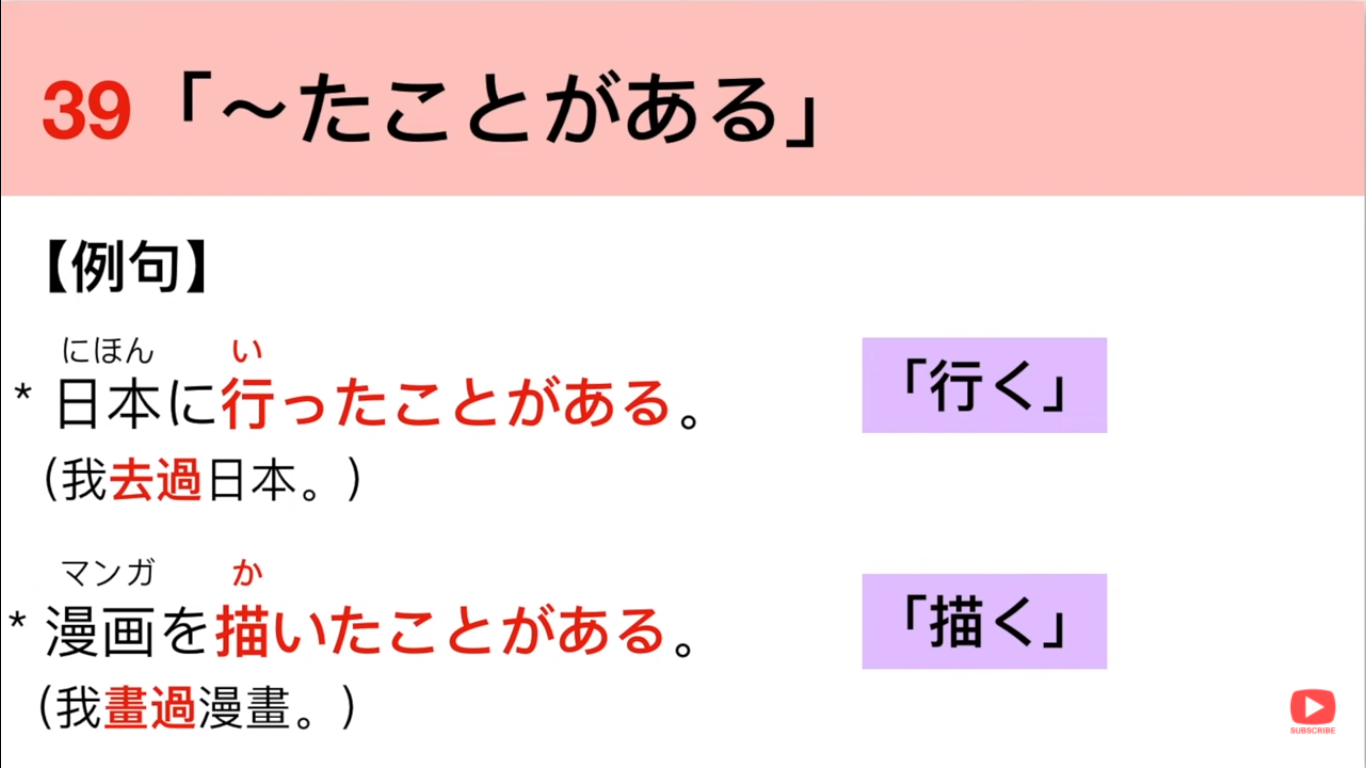 39「～たことがある」
【例句】
にほん い
* 日本に行ったことがある。
「行く」
（我去過日本。）
マンガ か
* 漫画を描いたことがある。
「描く」
（我畫過漫畫。）
SUBSCRIBE